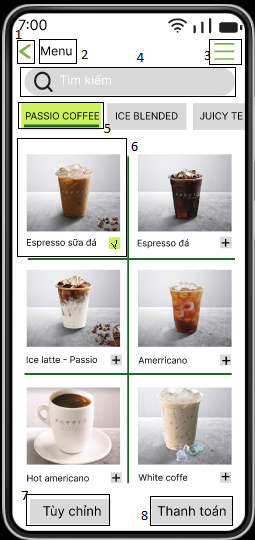 7:00
1
Menu
2
4
3
Tìm kiếm
PASSIO COFFEE
ICE BLENDED
JUICY TE
5
6
Espresso sữa đá
Espresso đá
Ice latte - Passio
Amerricano
Hot americano
White coffe
7
Tùy chỉnh
8
Thanh toán